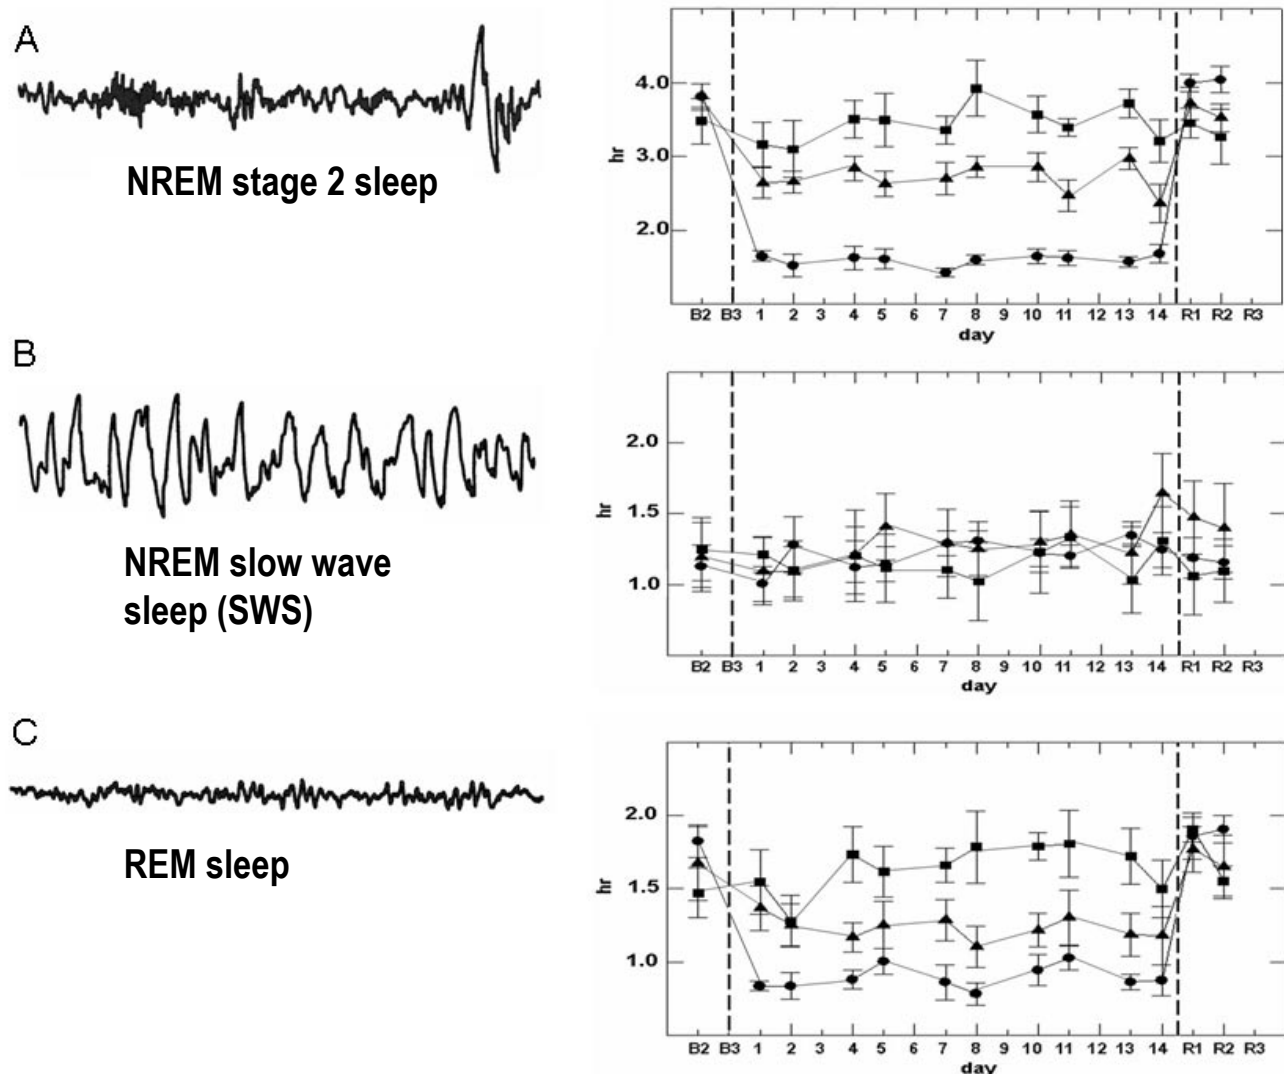 A
NREM stage 2 sleep
4.0
3.0
2.0
hr
B2 B3 1 2 3 4 5 6 7 8 9 10 11 12 13 14 R1 R2 R3
day
B
NREM slow wave
sleep (SWS)
2.0
1.5
1.0
hr
B2 B3 1 2 3 4 5 6 7 8 9 10 11 12 13 14 R1 R2 R3
day
C
REM sleep
2.0
1.5
1.0
hr
B2 B3 1 2 3 4 5 6 7 8 9 10 11 12 13 14 R1 R2 R3
day